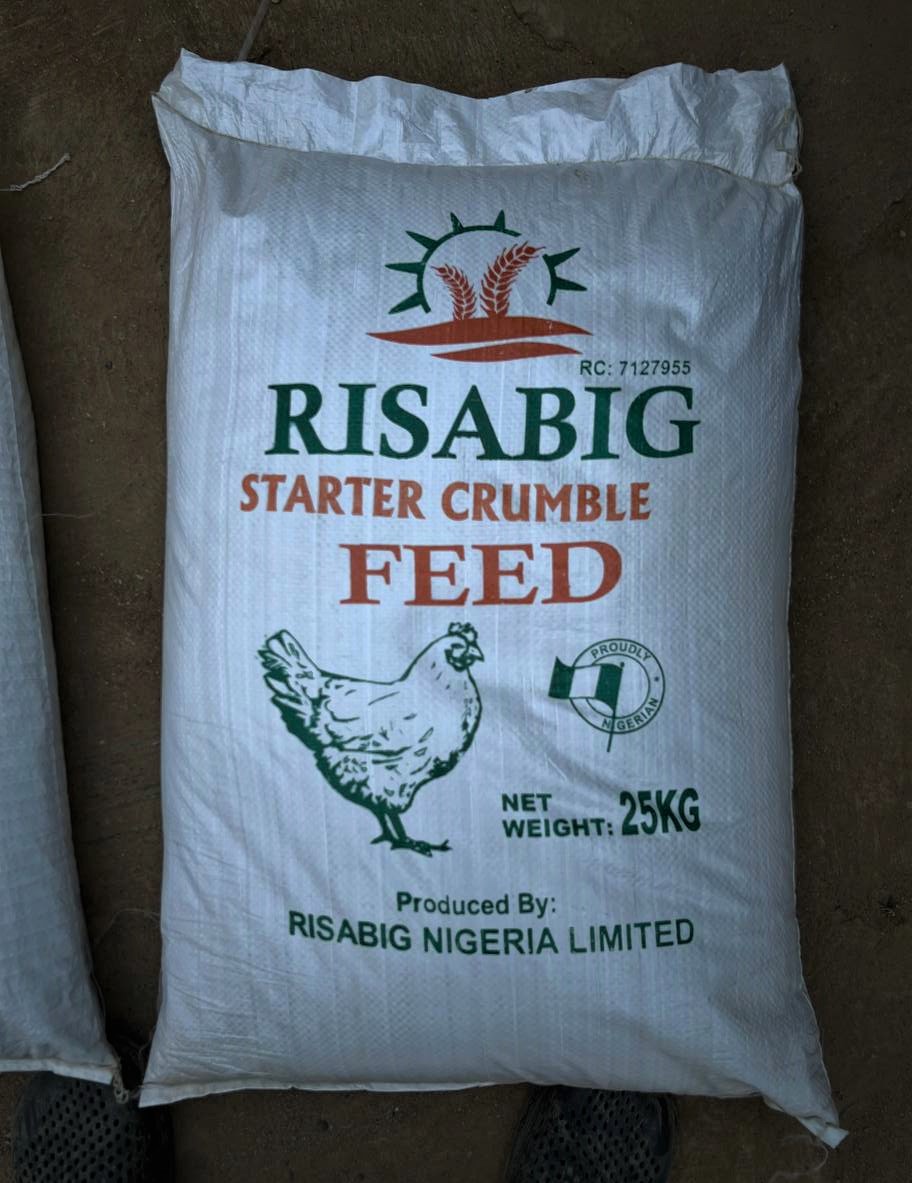 RC: 7127955
RISABIG
STARTER CRUMBLE
FEED
PROUDLY
NIGERIAN
NET
WEIGHT: 25KG
Produced By:
RISABIG NIGERIA LIMITED